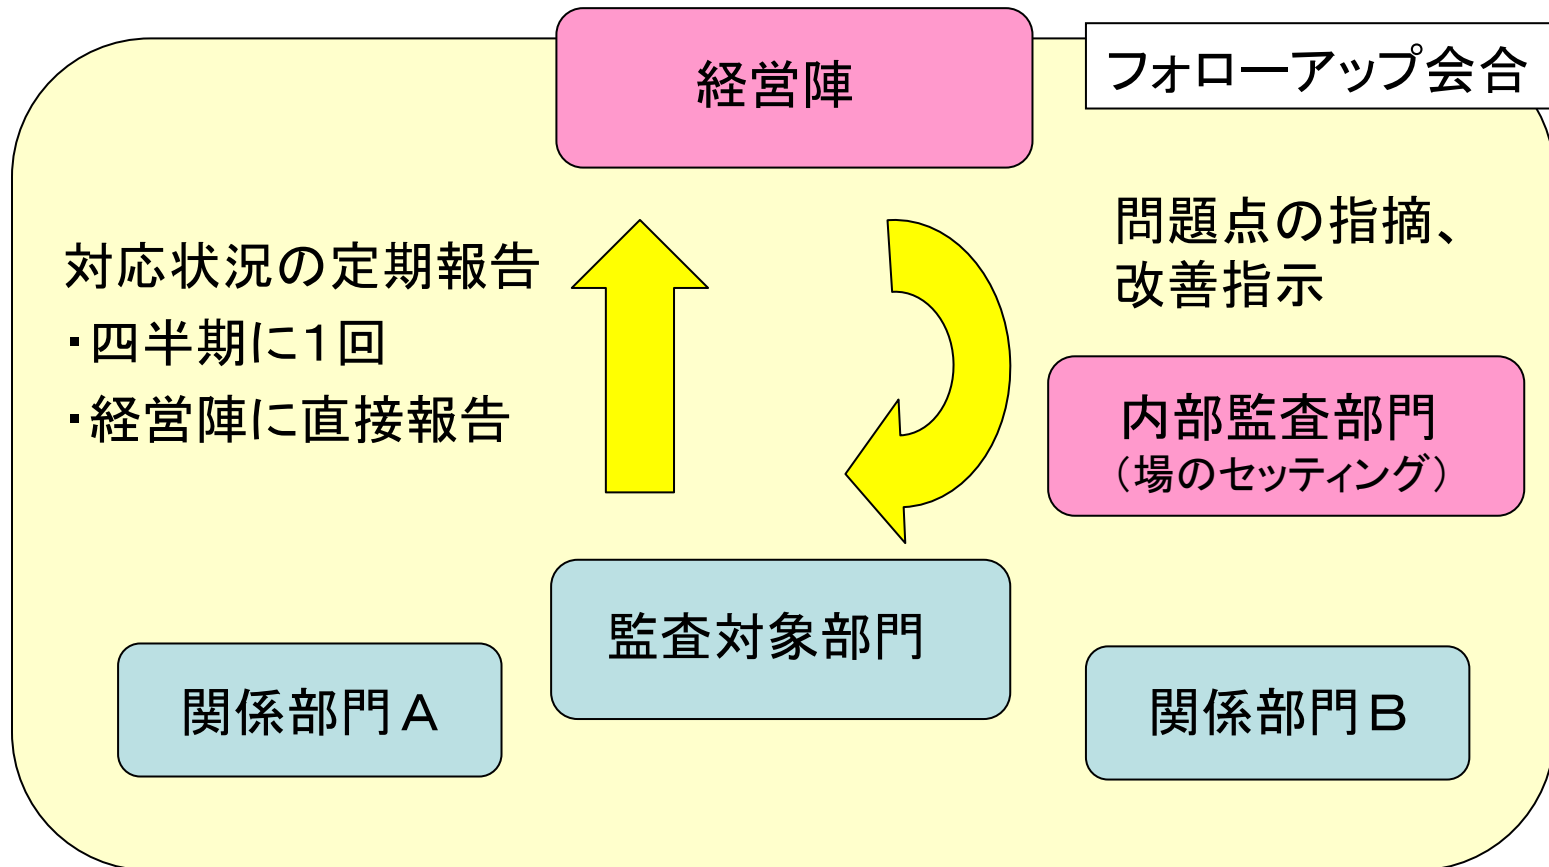 経営陣
フォローアップ会合
対応状況の定期報告
・四半期に1回
・経営陣に直接報告
問題点の指摘、
改善指示
内部監査部門
（場のセッティング）
監査対象部門
関係部門A
関係部門B